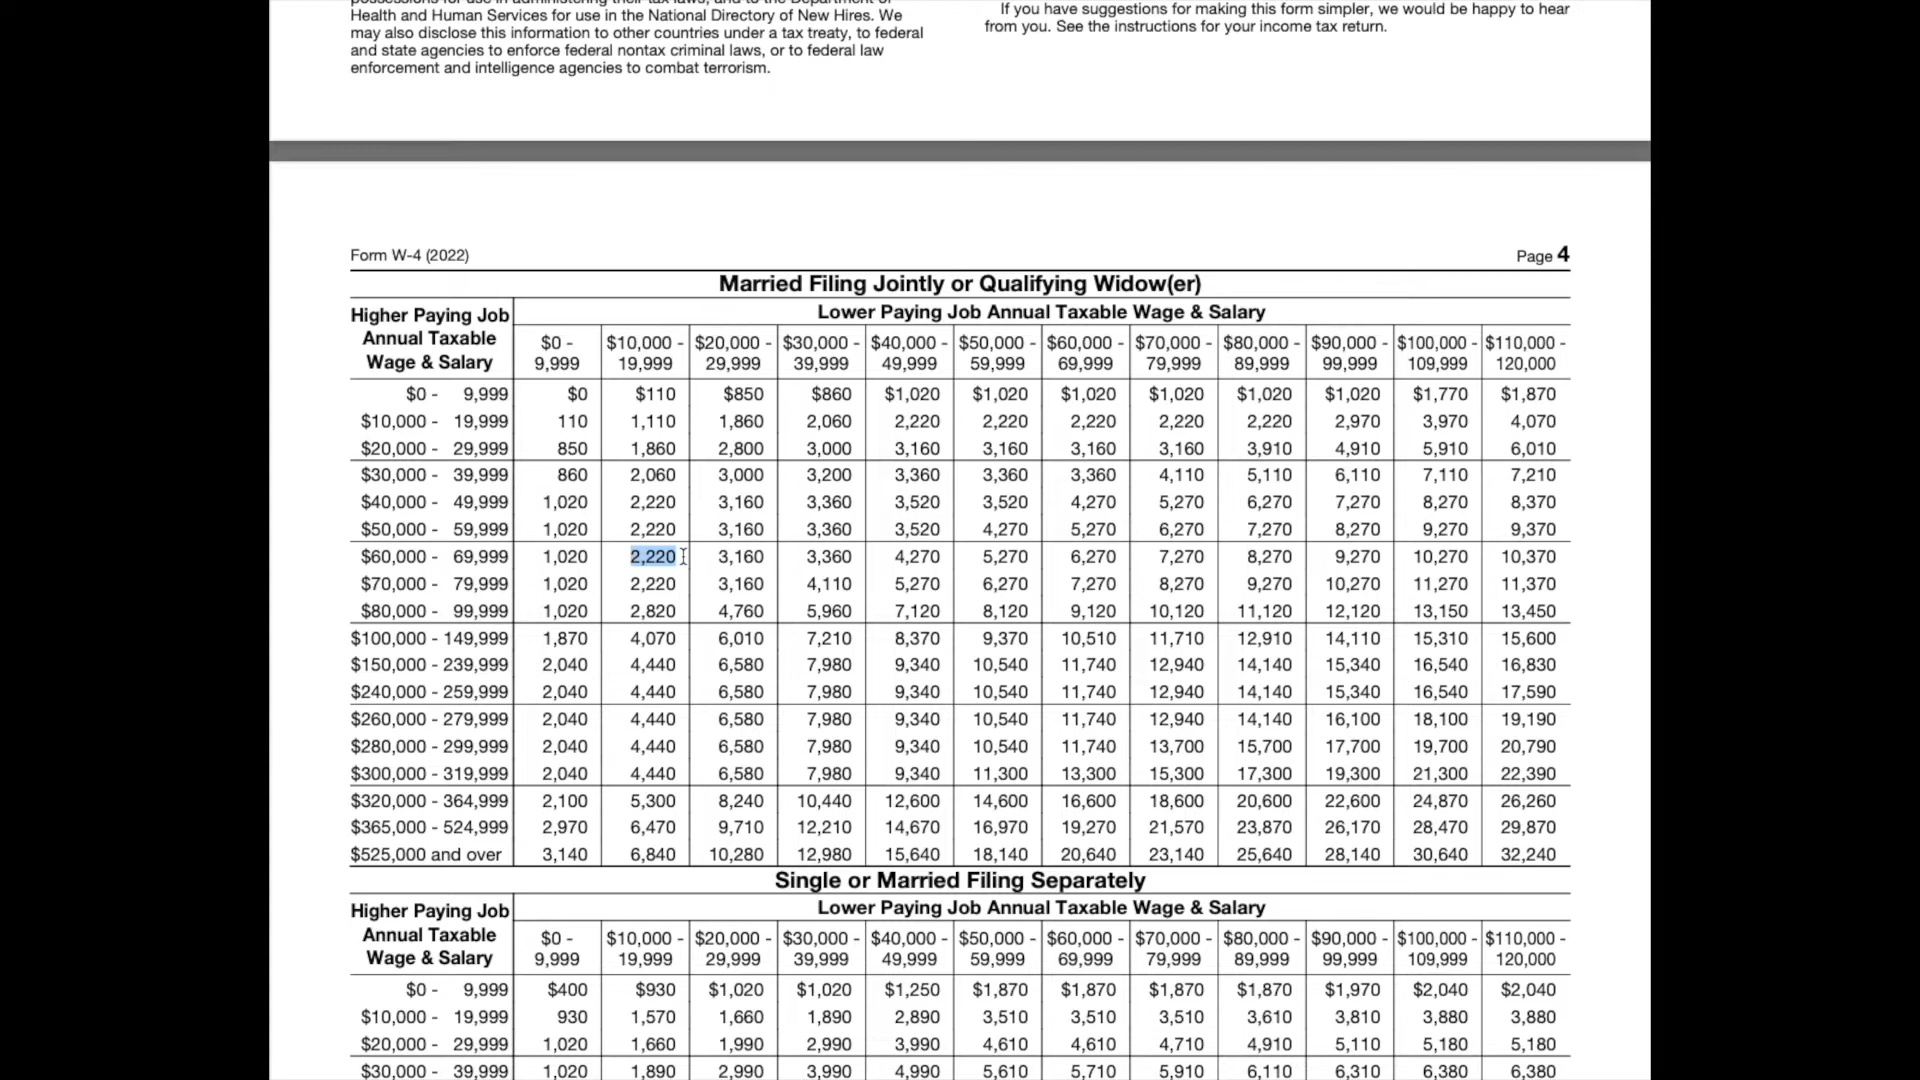 possessions for use in administering their tax laws; and to the Department of
Health and Human Services for use in the National Directory of New Hires. We
may also disclose this information to other countries under a tax treaty, to federal
and state agencies to enforce federal nontax criminal laws, or to federal law
enforcement and intelligence agencies to combat terrorism.
If you have suggestions for making this form simpler, we would be happy to hear
from you. See the instructions for your income tax return.
Form W-4 (2022) Page 4
Married Filing Jointly or Qualifying Widow(er)
Higher Paying Job Annual Taxable Wage & Salary
Lower Paying Job Annual Taxable Wage & Salary
$0 - 9,999 $10,000 - 19,999 $20,000 - 29,999 $30,000 - 39,999 $40,000 - 49,999 $50,000 - 59,999 $60,000 - 69,999 $70,000 - 79,999 $80,000 - 89,999 $90,000 - 99,999 $100,000 - 109,999 $110,000 - 120,000
$0 - 9,999 $0 $110 $850 $860 $1,020 $1,020 $1,020 $1,020 $1,020 $1,020 $1,770 $1,870
$10,000 - 19,999 110 1,110 1,860 2,060 2,220 2,220 2,220 2,220 2,220 2,970 3,970 4,070
$20,000 - 29,999 850 1,860 2,800 3,000 3,160 3,160 3,160 3,160 3,910 4,910 5,910 6,010
$30,000 - 39,999 860 2,060 3,000 3,200 3,360 3,360 3,360 4,110 5,110 6,110 7,110 7,210
$40,000 - 49,999 1,020 2,220 3,160 3,360 3,520 3,520 4,270 5,270 6,270 7,270 8,270 8,370
$50,000 - 59,999 1,020 2,220 3,160 3,360 3,520 4,270 5,270 6,270 7,270 8,270 9,270 9,370
$60,000 - 69,999 1,020 2,220 3,160 3,360 4,270 5,270 6,270 7,270 8,270 9,270 10,270 10,370
$70,000 - 79,999 1,020 2,220 3,160 4,110 5,270 6,270 7,270 8,270 9,270 10,270 11,270 11,370
$80,000 - 99,999 1,020 2,820 4,760 5,960 7,120 8,120 9,120 10,120 11,120 12,120 13,150 13,450
$100,000 - 149,999 1,870 4,070 6,010 7,210 8,370 9,370 10,510 11,710 12,910 14,110 15,310 15,600
$150,000 - 239,999 2,040 4,440 6,580 7,980 9,340 10,540 11,740 12,940 14,140 15,340 16,540 16,830
$240,000 - 259,999 2,040 4,440 6,580 7,980 9,340 10,540 11,740 12,940 14,140 15,340 16,540 17,590
$260,000 - 279,999 2,040 4,440 6,580 7,980 9,340 10,540 11,740 12,940 14,140 16,100 18,100 19,190
$280,000 - 299,999 2,040 4,440 6,580 7,980 9,340 10,540 11,740 13,700 15,700 17,700 19,700 20,790
$300,000 - 319,999 2,040 4,440 6,580 7,980 9,340 11,300 13,300 15,300 17,300 19,300 21,300 22,390
$320,000 - 364,999 2,100 5,300 8,240 10,440 12,600 14,600 16,600 18,600 20,600 22,600 24,870 26,260
$365,000 - 524,999 2,970 6,470 9,710 12,210 14,670 16,970 19,270 21,570 23,870 26,170 28,470 29,870
$525,000 and over 3,140 6,840 10,280 12,980 15,640 18,140 20,640 23,140 25,640 28,140 30,640 32,240
Single or Married Filing Separately
Higher Paying Job Annual Taxable Wage & Salary
Lower Paying Job Annual Taxable Wage & Salary
$0 - 9,999 $10,000 - 19,999 $20,000 - 29,999 $30,000 - 39,999 $40,000 - 49,999 $50,000 - 59,999 $60,000 - 69,999 $70,000 - 79,999 $80,000 - 89,999 $90,000 - 99,999 $100,000 - 109,999 $110,000 - 120,000
$0 - 9,999 $400 $930 $1,020 $1,020 $1,250 $1,870 $1,870 $1,870 $1,870 $1,970 $2,040 $2,040
$10,000 - 19,999 930 1,570 1,660 1,890 2,890 3,510 3,510 3,510 3,610 3,810 3,880 3,880
$20,000 - 29,999 1,020 1,660 1,990 2,990 3,990 4,610 4,610 4,710 4,910 5,110 5,180 5,180
$30,000 - 39,999 1,020 1,890 2,990 3,990 4,990 5,610 5,710 5,910 6,110 6,310 6,380 6,380